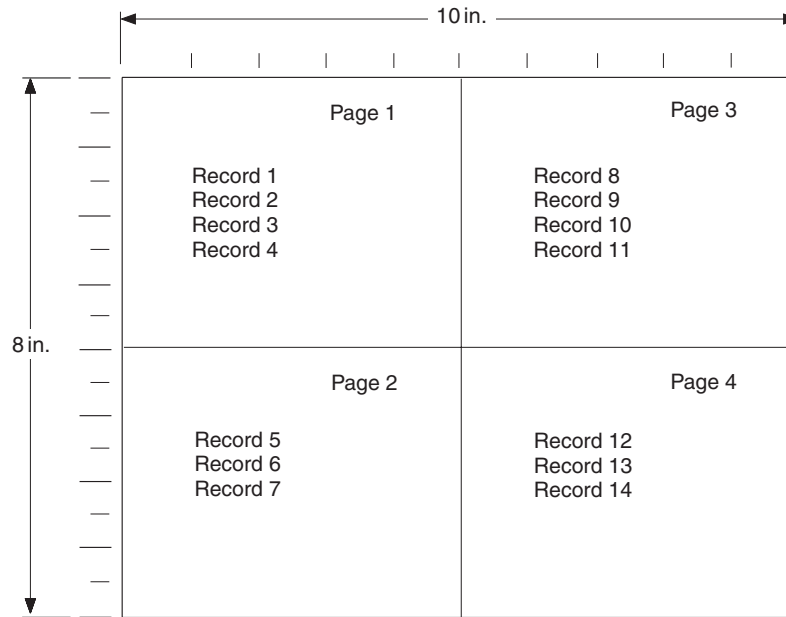 10 in.
8 in.
Page 1
Record 1
Record 2
Record 3
Record 4
Page 3
Record 8
Record 9
Record 10
Record 11
Page 2
Record 5
Record 6
Record 7
Page 4
Record 12
Record 13
Record 14